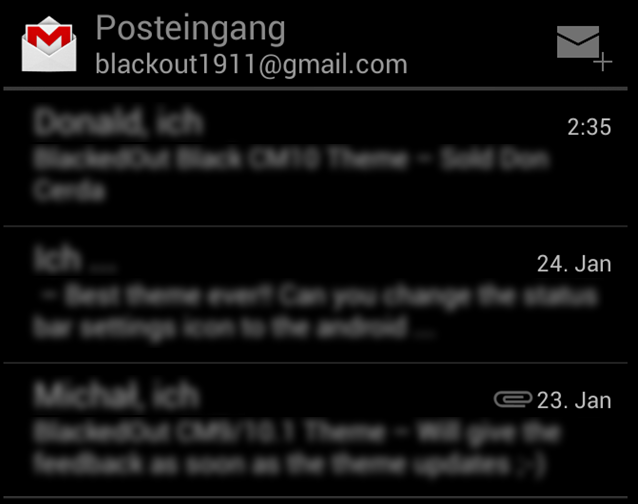 Posteingang
blackout1911@gmail.com
Donald, ich
2:35
BlackedOut Black CM10 Theme – Sold Don
Cerda
Ich ...
24. Jan
– Best theme ever!! Can you change the status
bar settings icon to the android ...
Michał, ich
23. Jan
BlackedOut CM9/10.1 Theme – Will give the
feedback as soon as the theme updates ;-)